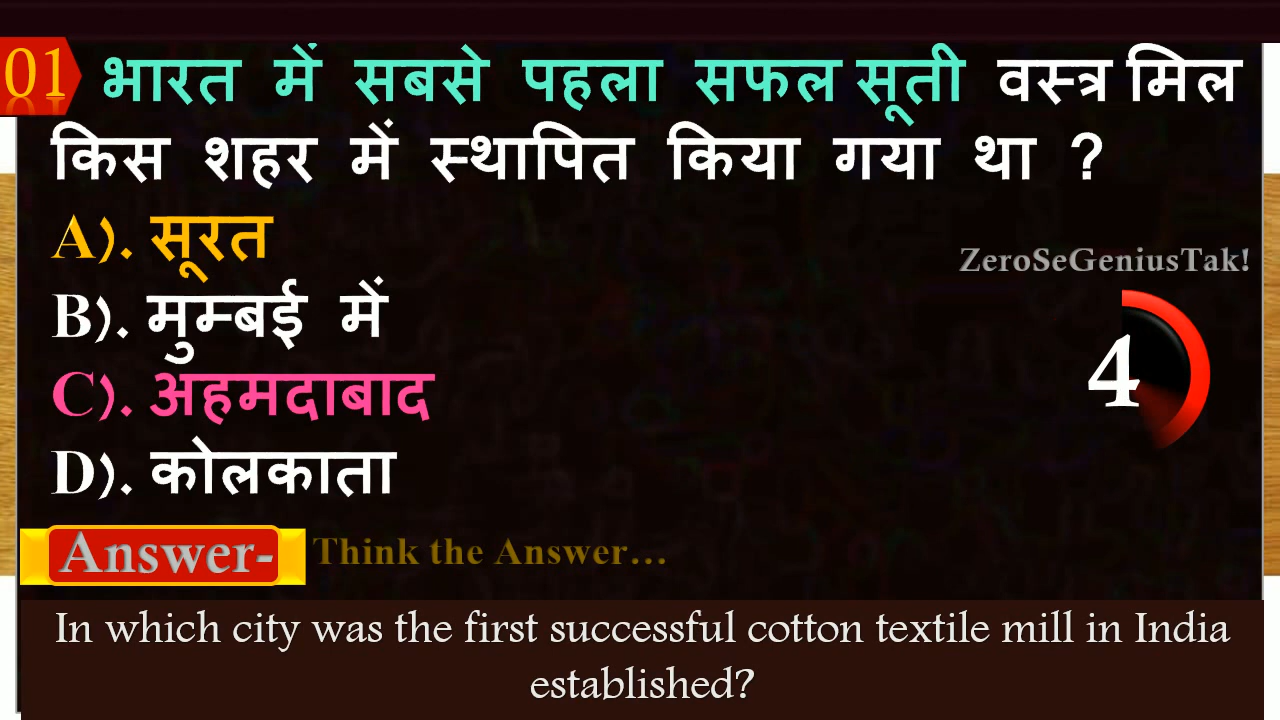 01 भारत में सबसे पहला सफल सूती वस्त्र मिल
किस शहर में स्थापित किया गया था ?
A). सूरत
ZeroSeGeniusTak!
B). मुम्बई में
4
C). अहमदाबाद
D). कोलकाता
Answer- Think the Answer...
In which city was the first successful cotton textile mill in India
established?